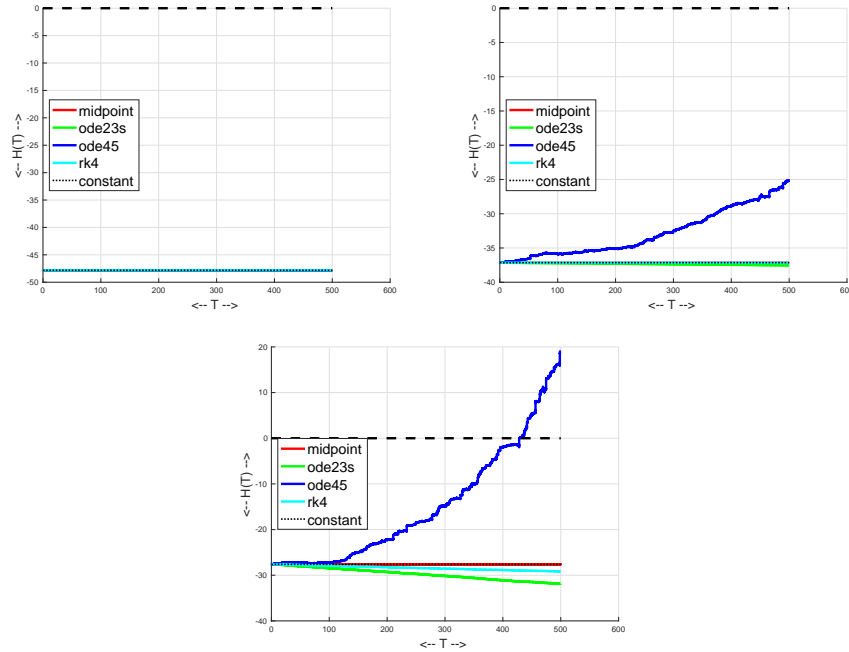 0
-5
-10
-15
-20
-25
-30
-35
-40
-45
-50
<-- H(T) -->
midpoint
ode23s
ode45
rk4
constant
0 100 200 300 400 500 600
<-- T -->
0
-5
-10
-15
-20
-25
-30
-35
-40
<-- H(T) -->
midpoint
ode23s
ode45
rk4
constant
0 100 200 300 400 500 600
<-- T -->
20
10
0
-10
-20
-30
-40
<-- H(T) -->
midpoint
ode23s
ode45
rk4
constant
0 100 200 300 400 500 600
<-- T -->